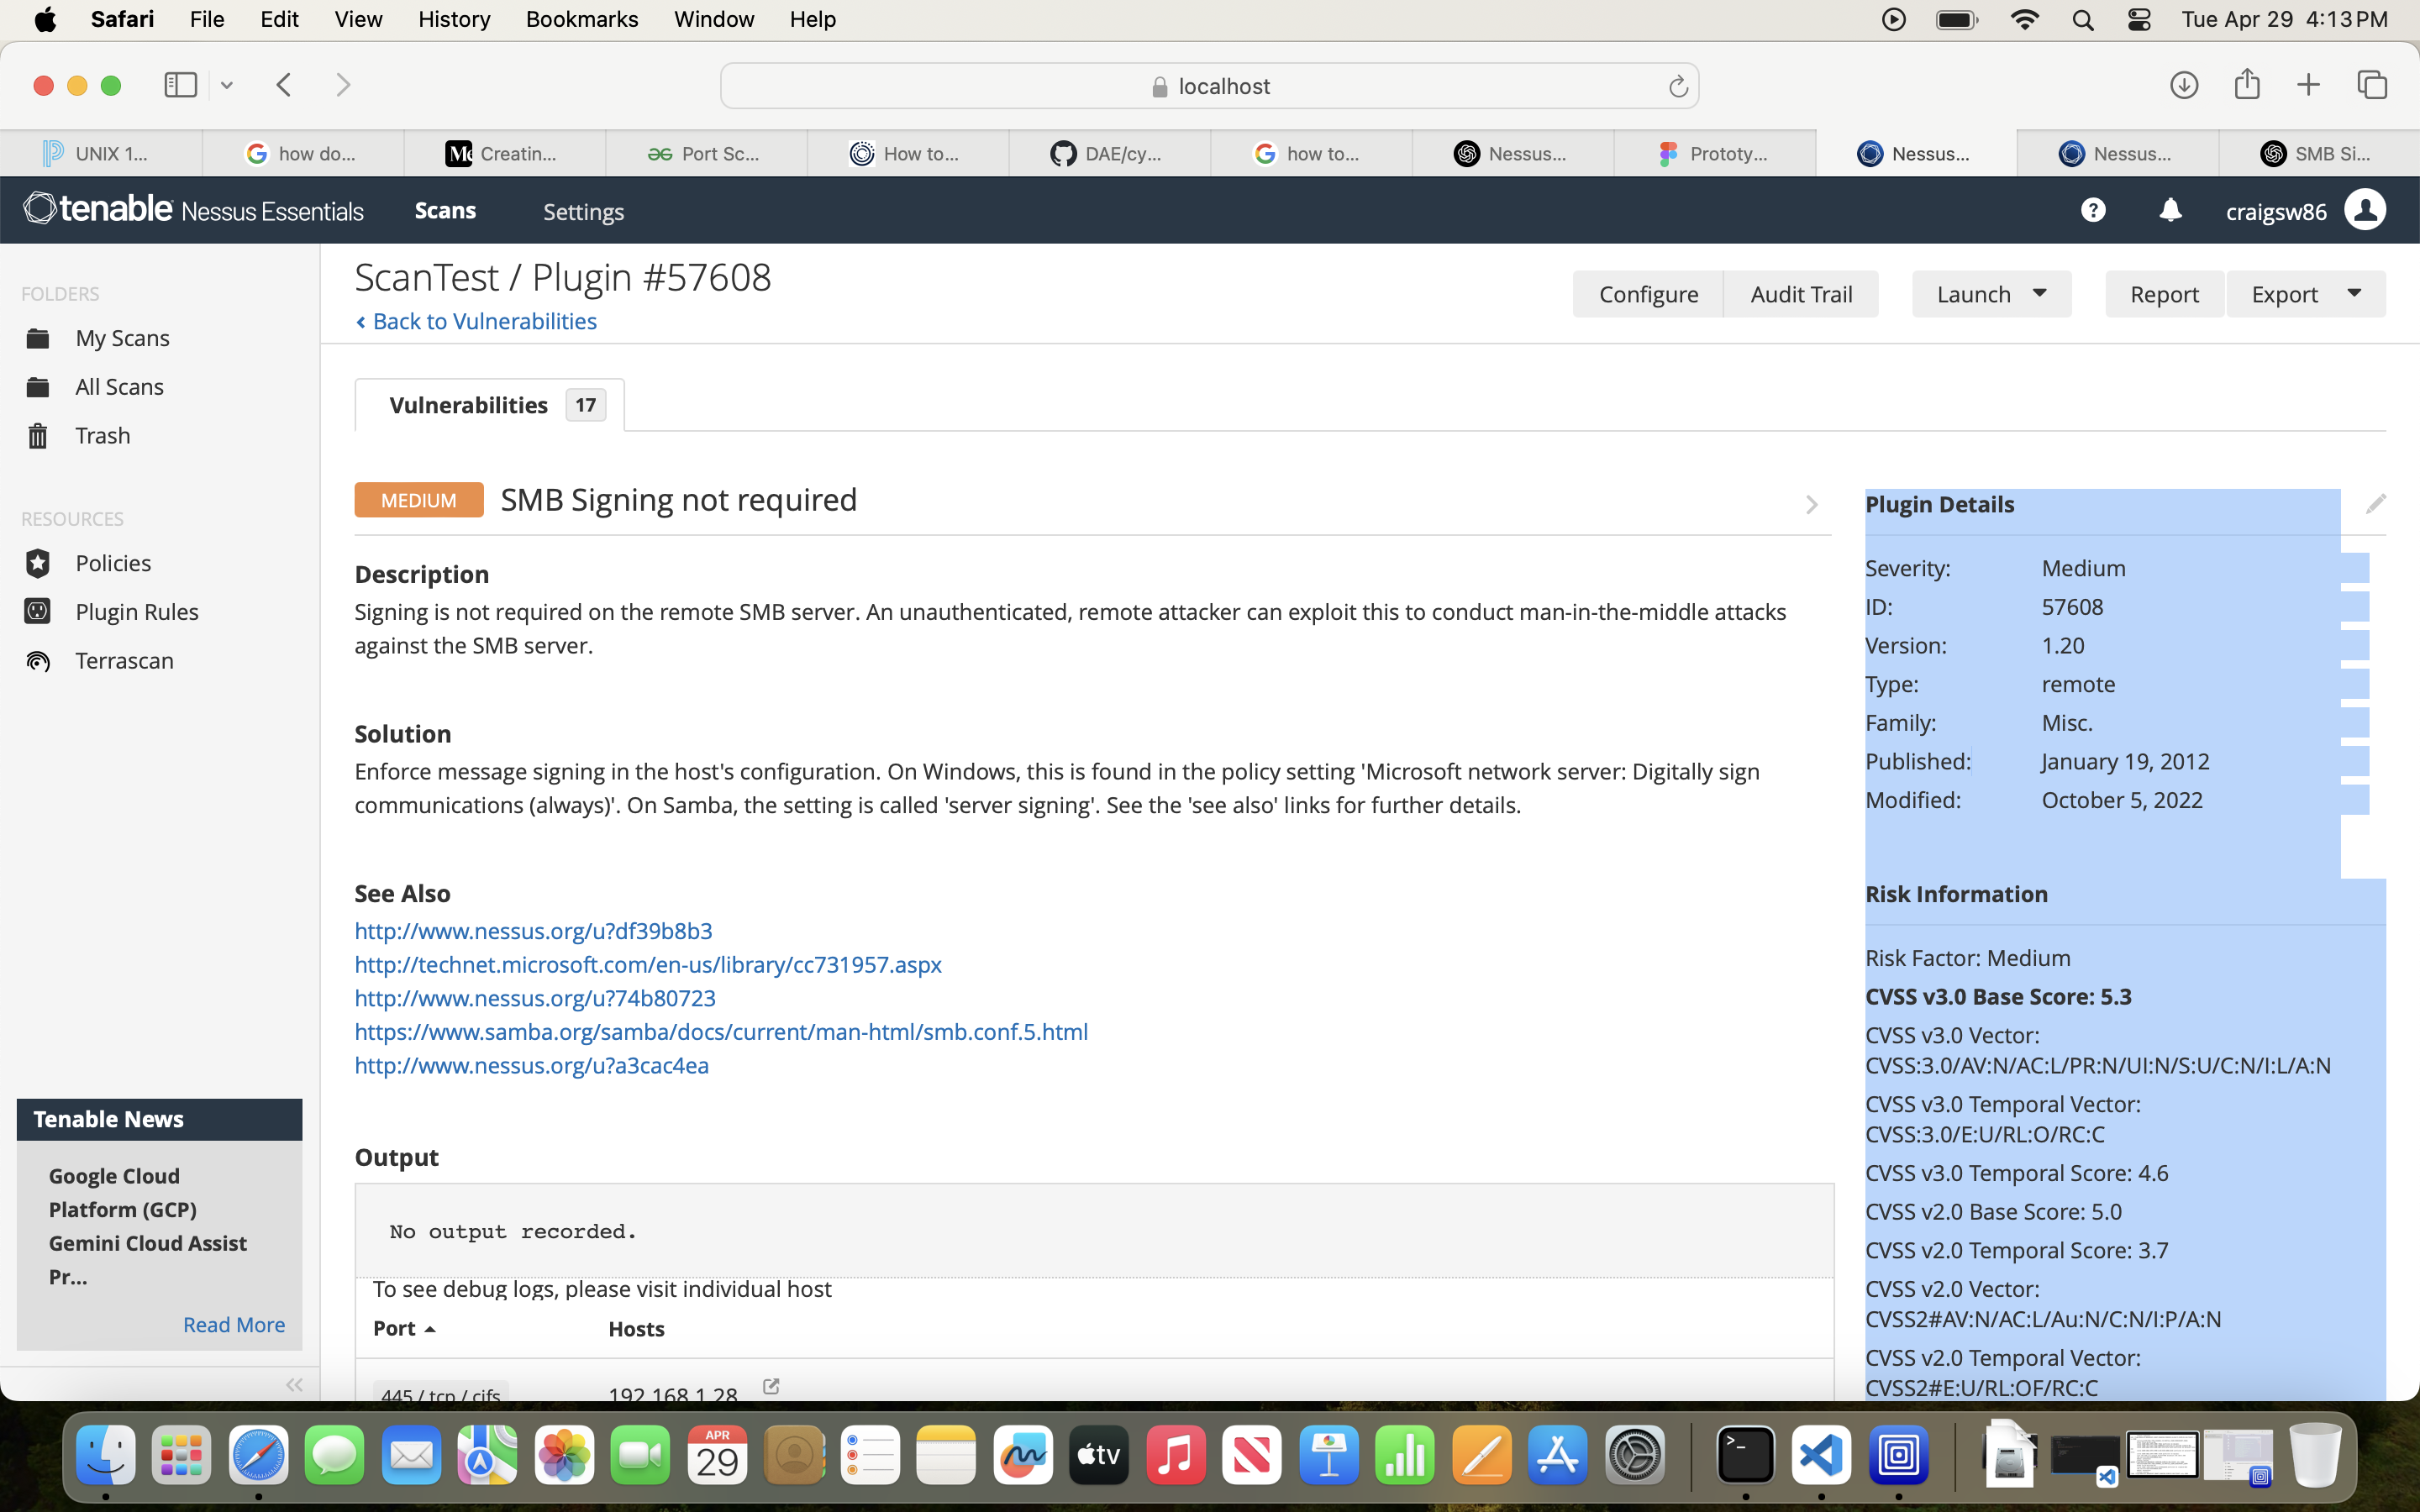 Safari File Edit View History Bookmarks Window Help Tue Apr 29 4:13 PM
localhost
UNIX 1... how do... Creatin... Port Sc... How to... DAE/cy... how to... Nessus... Prototy... Nessus... Nessus... SMB Si...
tenable Nessus Essentials Scans Settings craigsw86
FOLDERS
My Scans
All Scans
Trash
RESOURCES
Policies
Plugin Rules
Terrascan
Tenable News
Google Cloud
Platform (GCP)
Gemini Cloud Assist
Pr...
Read More
ScanTest / Plugin #57608
‹ Back to Vulnerabilities
Configure Audit Trail Launch Report Export
Vulnerabilities 17
MEDIUM SMB Signing not required
Description
Signing is not required on the remote SMB server. An unauthenticated, remote attacker can exploit this to conduct man-in-the-middle attacks
against the SMB server.
Solution
Enforce message signing in the host's configuration. On Windows, this is found in the policy setting 'Microsoft network server: Digitally sign
communications (always)'. On Samba, the setting is called 'server signing'. See the 'see also' links for further details.
See Also
http://www.nessus.org/u?df39b8b3
http://technet.microsoft.com/en-us/library/cc731957.aspx
http://www.nessus.org/u?74b80723
https://www.samba.org/samba/docs/current/man-html/smb.conf.5.html
http://www.nessus.org/u?a3cac4ea
Output
No output recorded.
To see debug logs, please visit individual host
Port Hosts
445 / tcp / cifs 192.168.1.28
Plugin Details
Severity: Medium
ID: 57608
Version: 1.20
Type: remote
Family: Misc.
Published: January 19, 2012
Modified: October 5, 2022
Risk Information
Risk Factor: Medium
CVSS v3.0 Base Score: 5.3
CVSS v3.0 Vector:
CVSS:3.0/AV:N/AC:L/PR:N/UI:N/S:U/C:N/I:L/A:N
CVSS v3.0 Temporal Vector:
CVSS:3.0/E:U/RL:O/RC:C
CVSS v3.0 Temporal Score: 4.6
CVSS v2.0 Base Score: 5.0
CVSS v2.0 Temporal Score: 3.7
CVSS v2.0 Vector:
CVSS2#AV:N/AC:L/Au:N/C:N/I:P/A:N
CVSS v2.0 Temporal Vector:
CVSS2#E:U/RL:OF/RC:C
APR
29
tv